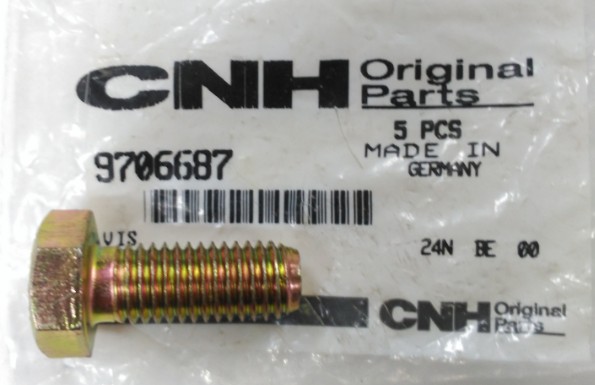 CNH Original
Parts
5 PCS
9706687
MADE IN
GERMANY
VIS
24N BE 00
CNH Original
Parts